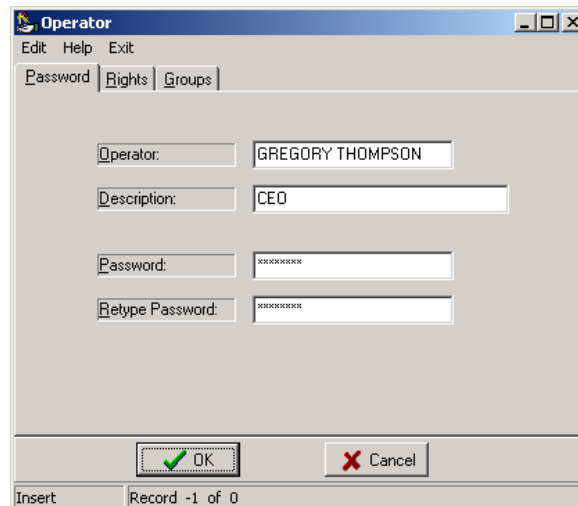 Operator
Edit Help Exit
Password Rights Groups
Operator: GREGORY THOMPSON
Description: CEO
Password: ********
Retype Password: ********
OK Cancel
Insert Record -1 of 0